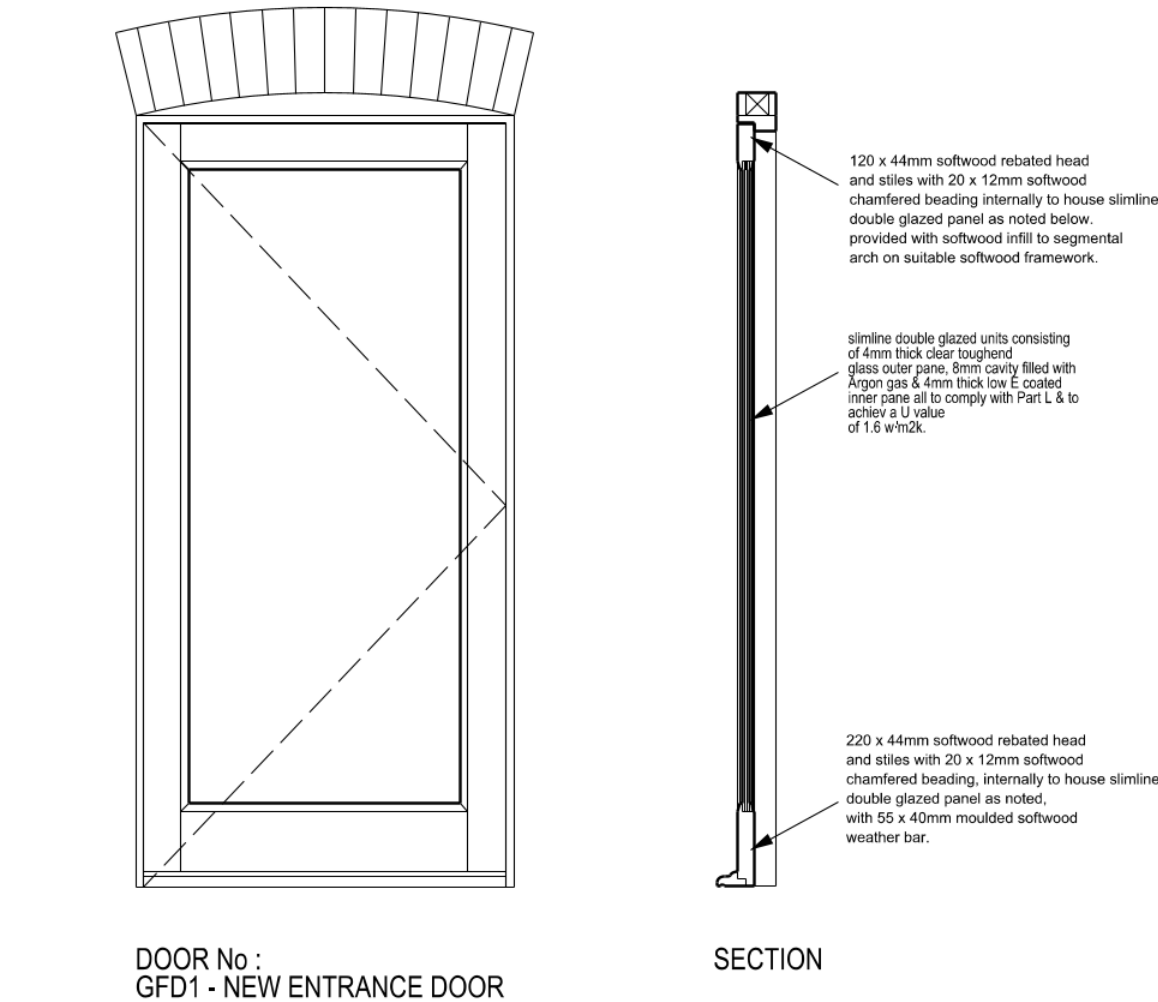 120 x 44mm softwood rebated head
and stiles with 20 x 12mm softwood
chamfered beading internally to house slimline
double glazed panel as noted below.
provided with softwood infill to segmental
arch on suitable softwood framework.
slimline double glazed units consisting
of 4mm thick clear toughend
glass outer pane, 8mm cavity filled with
Argon gas & 4mm thick low E coated
inner pane all to comply with Part L & to
achiev a U value
of 1.6 w/m2k.
220 x 44mm softwood rebated head
and stiles with 20 x 12mm softwood
chamfered beading, internally to house slimline
double glazed panel as noted,
with 55 x 40mm moulded softwood
weather bar.
DOOR No :
GFD1 - NEW ENTRANCE DOOR
SECTION